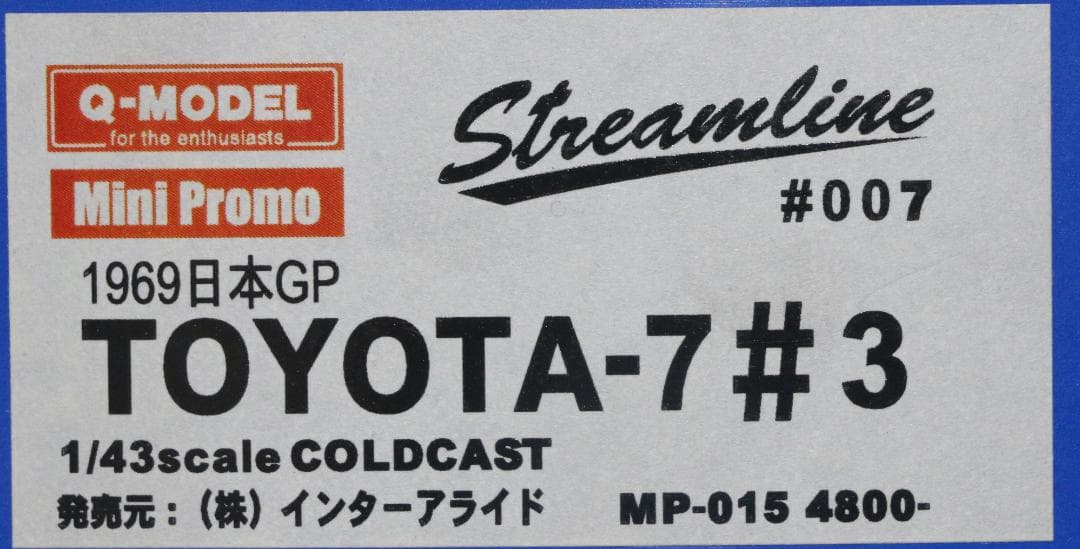 Q-MODEL
for the enthusiasts
Mini Promo
Streamline
#007
1969日本GP
TOYOTA-7#3
1/43scale COLDCAST
発売元：（株）インターアライド MP-015 4800-